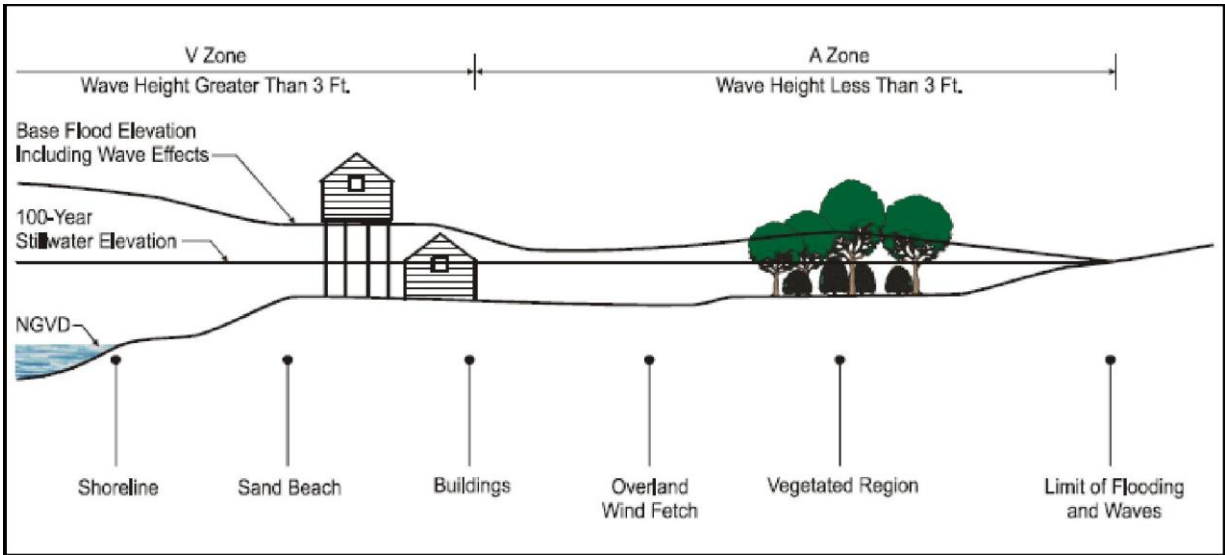 V Zone
Wave Height Greater Than 3 Ft.
A Zone
Wave Height Less Than 3 Ft.
Base Flood Elevation
Including Wave Effects
100-Year
Stillwater Elevation
NGVD
Shoreline
Sand Beach
Buildings
Overland
Wind Fetch
Vegetated Region
Limit of Flooding
and Waves